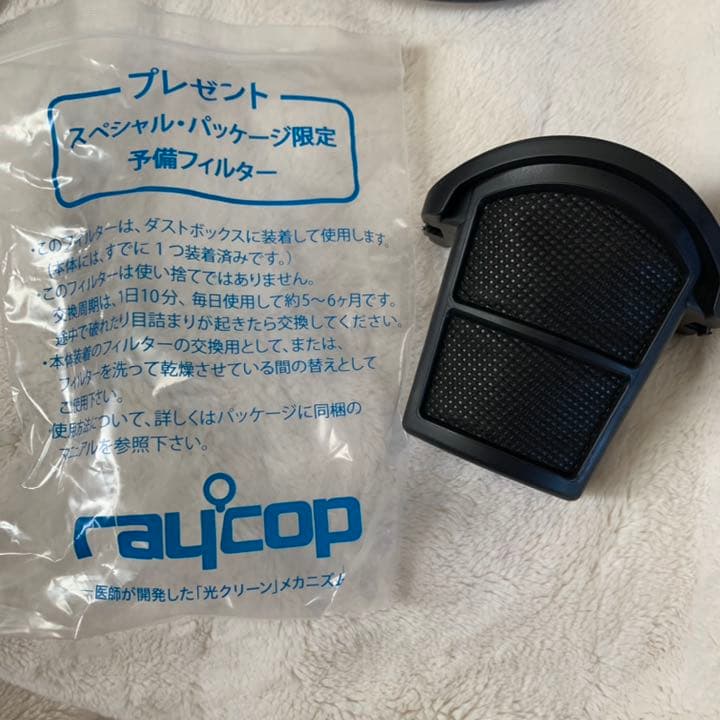 プレゼント
スペシャル・パッケージ限定
予備フィルター
・このフィルターは、ダストボックスに装着して使用します。
(本体には、すでに1つ装着済みです。)
・このフィルターは使い捨てではありません。
交換周期は、1日10分、毎日使用して約5〜6ヶ月です。
途中で破れたり目詰まりが起きたら交換してください。
・本体装着のフィルターの交換用として、または、
フィルターを洗って乾燥させている間の替えとして
ご使用下さい。
・使用方法について、詳しくはパッケージに同梱の
マニュアルを参照下さい。
raycop
医師が開発した「光クリーン」メカニズム